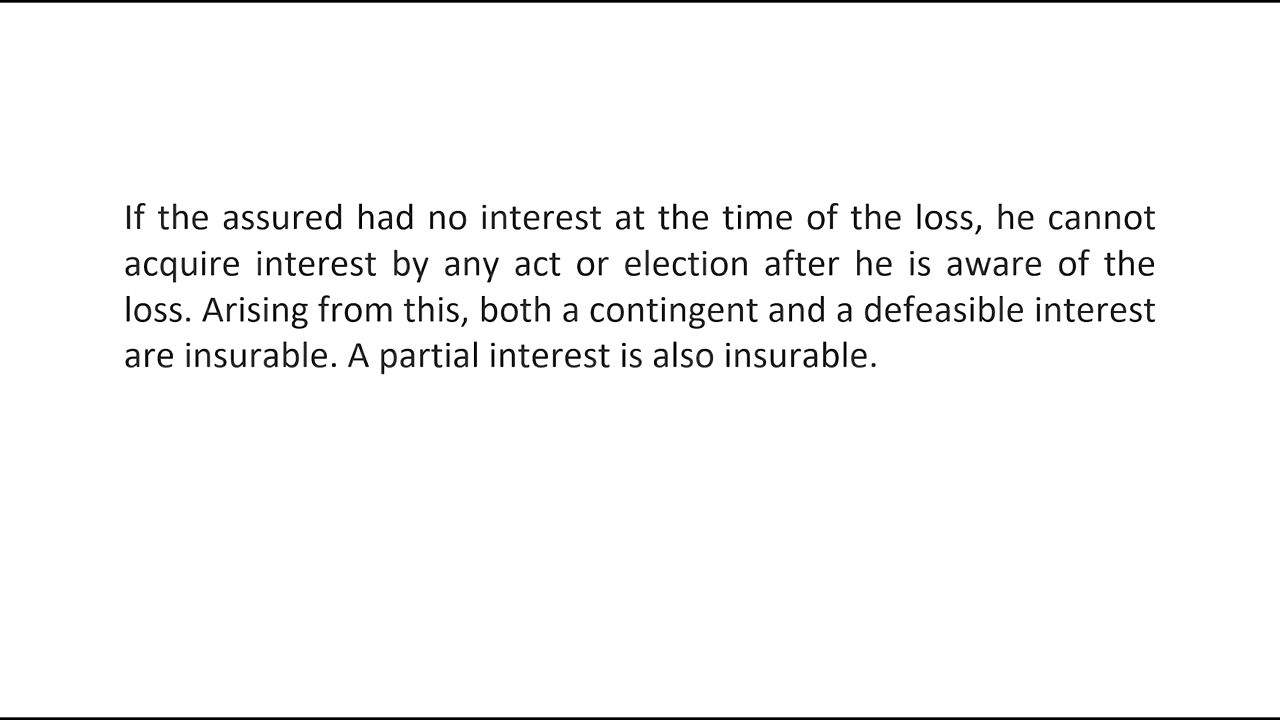 If the assured had no interest at the time of the loss, he cannot
acquire interest by any act or election after he is aware of the
loss. Arising from this, both a contingent and a defeasible interest
are insurable. A partial interest is also insurable.